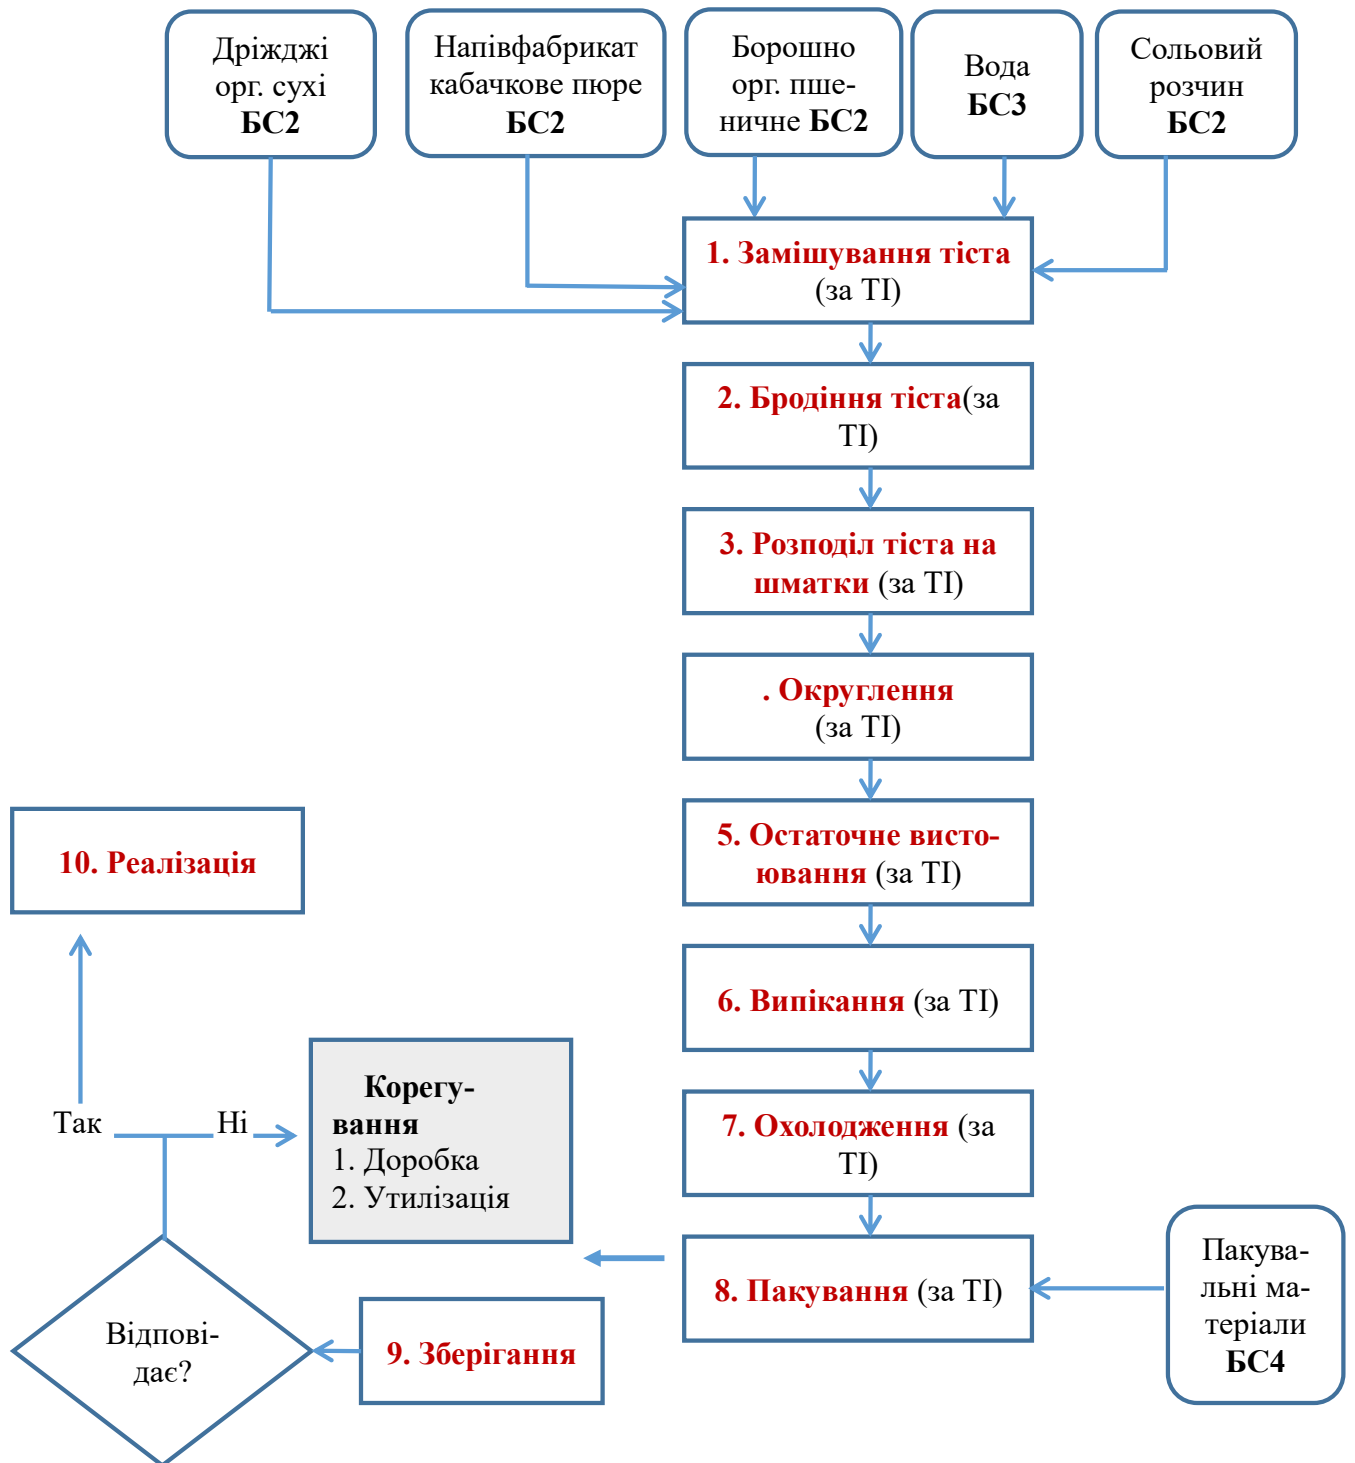 Дріжджі
орг. сухі
БС2
Напівфабрикат
кабачкове пюре
БС2
Борошно
орг. пше-
ничне БС2
Вода
БС3
Сольовий
розчин
БС2
1. Замішування тіста
(за ТІ)
2. Бродіння тіста(за
ТІ)
3. Розподіл тіста на
шматки (за ТІ)
. Округлення
(за ТІ)
5. Остаточне висто-
ювання (за ТІ)
10. Реалізація
6. Випікання (за ТІ)
Корегу-
вання
1. Доробка
2. Утилізація
Так
Ні
7. Охолодження (за
ТІ)
8. Пакування (за ТІ)
Пакува-
льні ма-
теріали
БС4
9. Зберігання
Відпові-
дає?